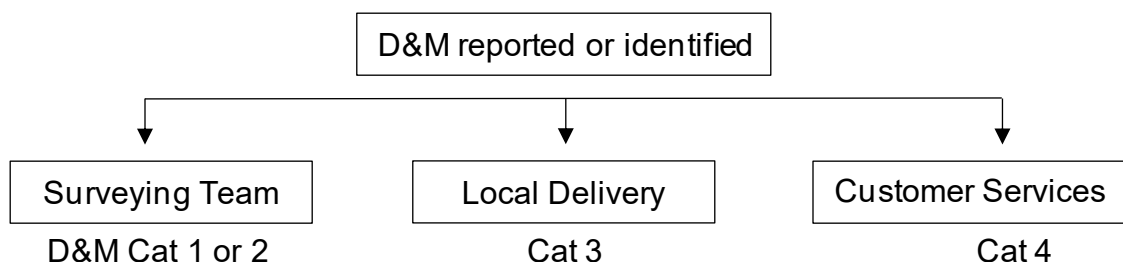 D&M reported or identified
Surveying Team
Local Delivery
Customer Services
D&M Cat 1 or 2
Cat 3
Cat 4